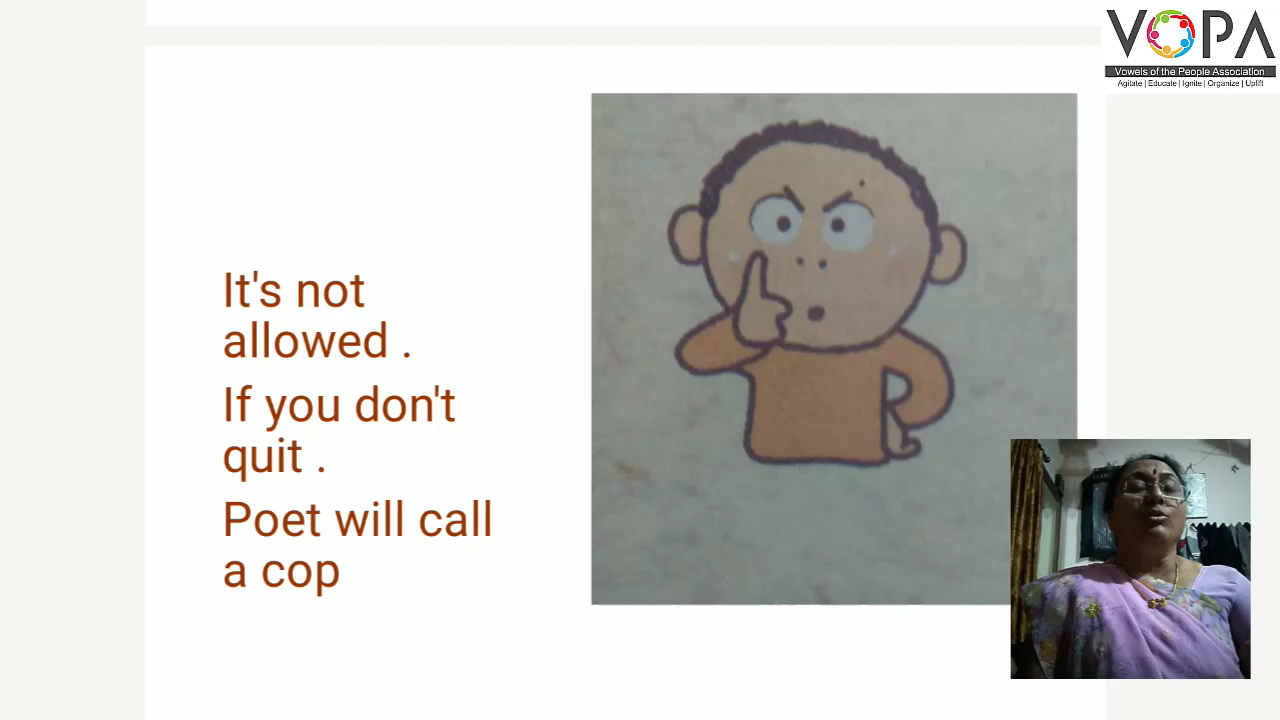 VOPA
Vowels of the People Association
Agitate | Educate | Ignite | Organize | Uplift
It's not
allowed .
If you don't
quit .
Poet will call
a cop